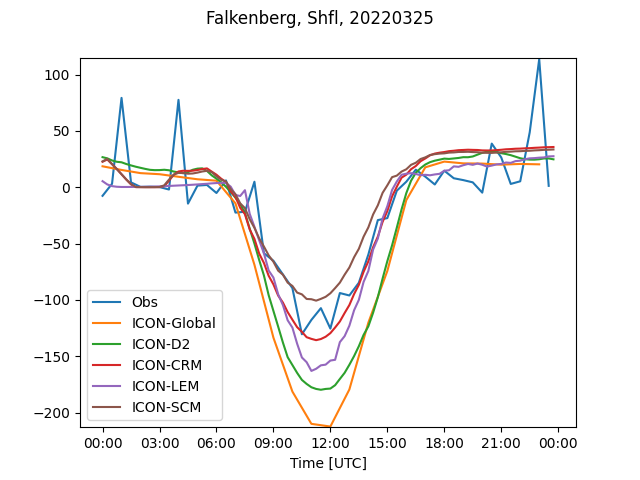 Falkenberg, Shfl, 20220325
100
50
0
−50
−100
−150
−200
Obs
ICON-Global
ICON-D2
ICON-CRM
ICON-LEM
ICON-SCM
00:00 03:00 06:00 09:00 12:00 15:00 18:00 21:00 00:00
Time [UTC]